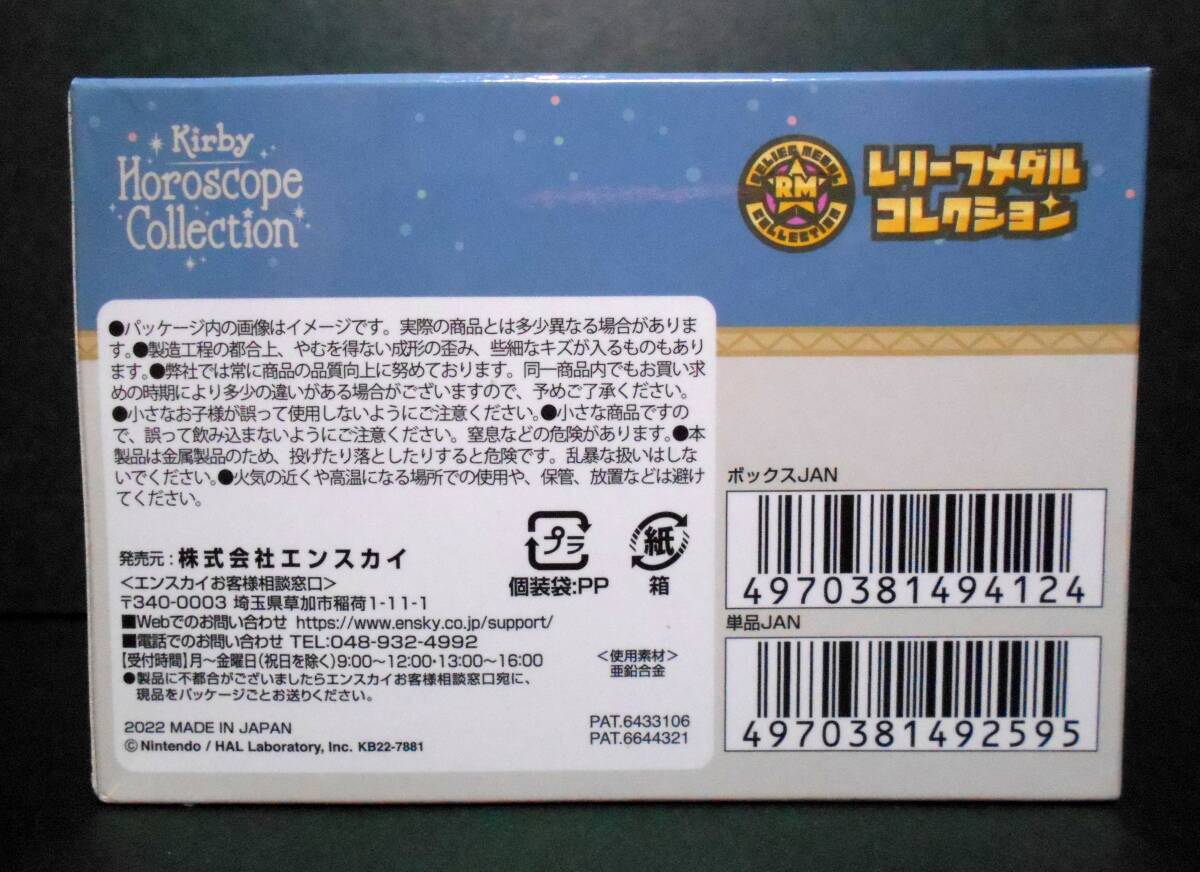 Kirby
Horoscope
Collection
RELIEF MEDAL
RM
COLLECTION
レリーフメダル
コレクション
●パッケージ内の画像はイメージです。実際の商品とは多少異なる場合がありま
す。●製造工程の都合上、やむを得ない成形の歪み、些細なキズが入るものもあり
ます。●弊社では常に商品の品質向上に努めております。同一商品内でもお買い求
めの時期により多少の違いがある場合がございますので、予めご了承ください。
●小さなお子様が誤って使用しないようにご注意ください。●小さな商品ですの
で、誤って飲み込まないようにご注意ください。窒息などの危険があります。●本
製品は金属製品のため、投げたり落としたりすると危険です。乱暴な扱いはしな
いでください。●火気の近くや高温になる場所での使用や、保管、放置などは避け
てください。
プラ
個装袋:PP
紙
箱
発売元:株式会社エンスカイ
<エンスカイお客様相談窓口>
〒340-0003 埼玉県草加市稲荷1-11-1
■Webでのお問い合わせ https://www.ensky.co.jp/support/
■電話でのお問い合わせ TEL:048-932-4992
【受付時間】月~金曜日(祝日を除く)9:00~12:00・13:00~16:00
●製品に不都合がございましたらエンスカイお客様相談窓口宛に、
現品をパッケージごとお送りください。
<使用素材>
亜鉛合金
2022 MADE IN JAPAN
©Nintendo / HAL Laboratory, Inc. KB22-7881
PAT.6433106
PAT.6644321
ボックスJAN
4970381494124
単品JAN
4970381492595